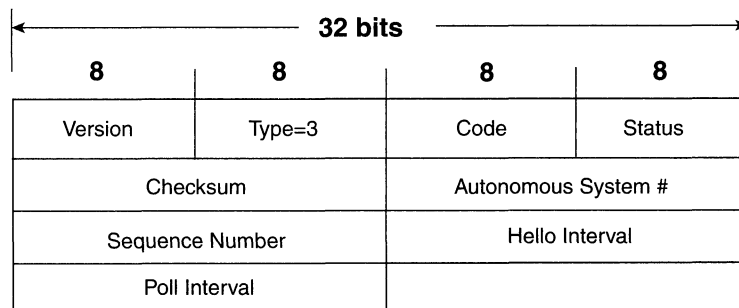 32 bits
8 8 8 8
Version Type=3 Code Status
Checksum Autonomous System #
Sequence Number Hello Interval
Poll Interval